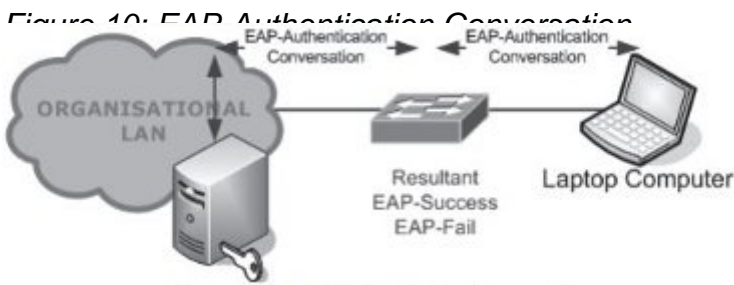 Figure 10: EAP Authentication Conversation
EAP-Authentication
Conversation
EAP-Authentication
Conversation
ORGANISATIONAL
LAN
Resultant
EAP-Success
EAP-Fail
Laptop Computer